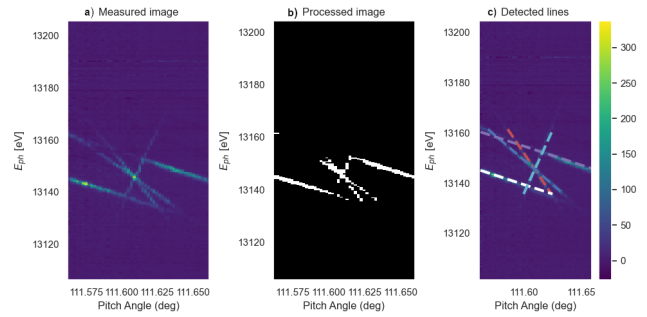 a) Measured image
b) Processed image
c) Detected lines
13200
13180
13160
13140
13120
E_ph [eV]
111.575 111.600 111.625 111.650
Pitch Angle (deg)
13200
13180
13160
13140
13120
E_ph [eV]
111.575 111.600 111.625 111.650
Pitch Angle (deg)
13200
13180
13160
13140
13120
E_ph [eV]
111.60 111.65
Pitch Angle (deg)
300
250
200
150
100
50
0